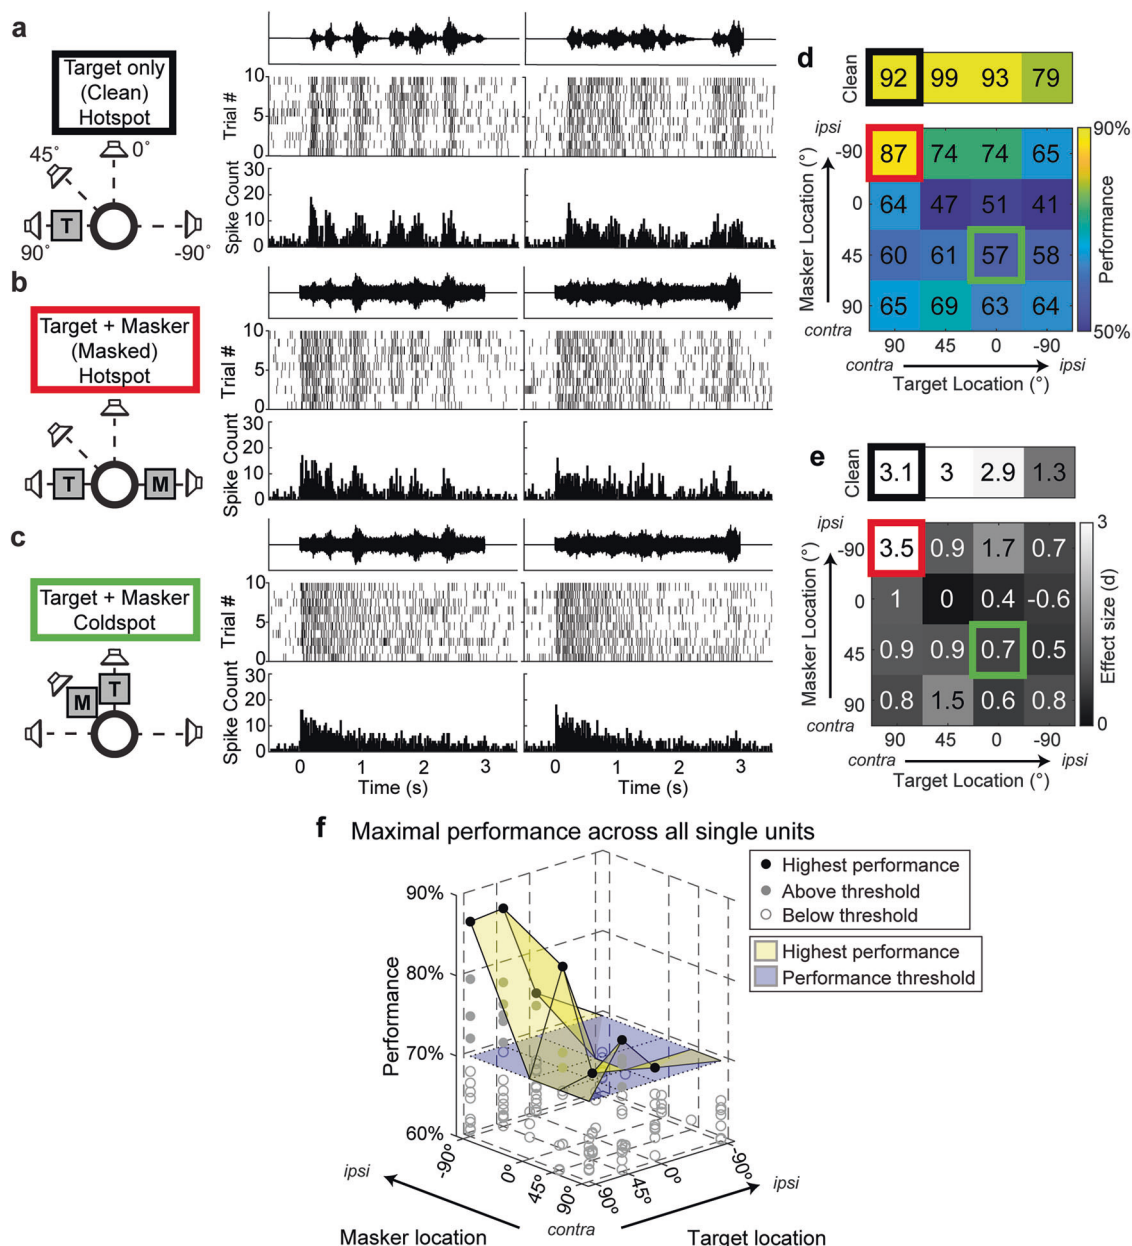 a
Target only
(Clean)
Hotspot
45°
0°
T
90°
-90°
10
5
0
Trial #
30
20
10
0
Spike Count
b
Target + Masker
(Masked)
Hotspot
T
M
10
5
0
Trial #
30
20
10
0
Spike Count
c
Target + Masker
Coldspot
M
T
10
5
0
Trial #
30
20
10
0
Spike Count
0 1 2 3
Time (s)
0 1 2 3
Time (s)
d
Clean
92 99 93 79
ipsi
-90 87 74 74 65
0 64 47 51 41
45 60 61 57 58
90 65 69 63 64
contra
Masker Location (°)
90 45 0 -90
contra ipsi
Target Location (°)
90%
Performance
50%
e
Clean
3.1 3 2.9 1.3
ipsi
-90 3.5 0.9 1.7 0.7
0 1 0 0.4 -0.6
45 0.9 0.9 0.7 0.5
90 0.8 1.5 0.6 0.8
contra
Masker Location (°)
90 45 0 -90
contra ipsi
Target Location (°)
3
Effect size (d)
0
f Maximal performance across all single units
Highest performance
Above threshold
Below threshold
Highest performance
Performance threshold
90%
80%
70%
60%
Performance
-90º 0º 45º 90º
90º 45º 0º -90º
ipsi
contra
ipsi
Masker location
Target location